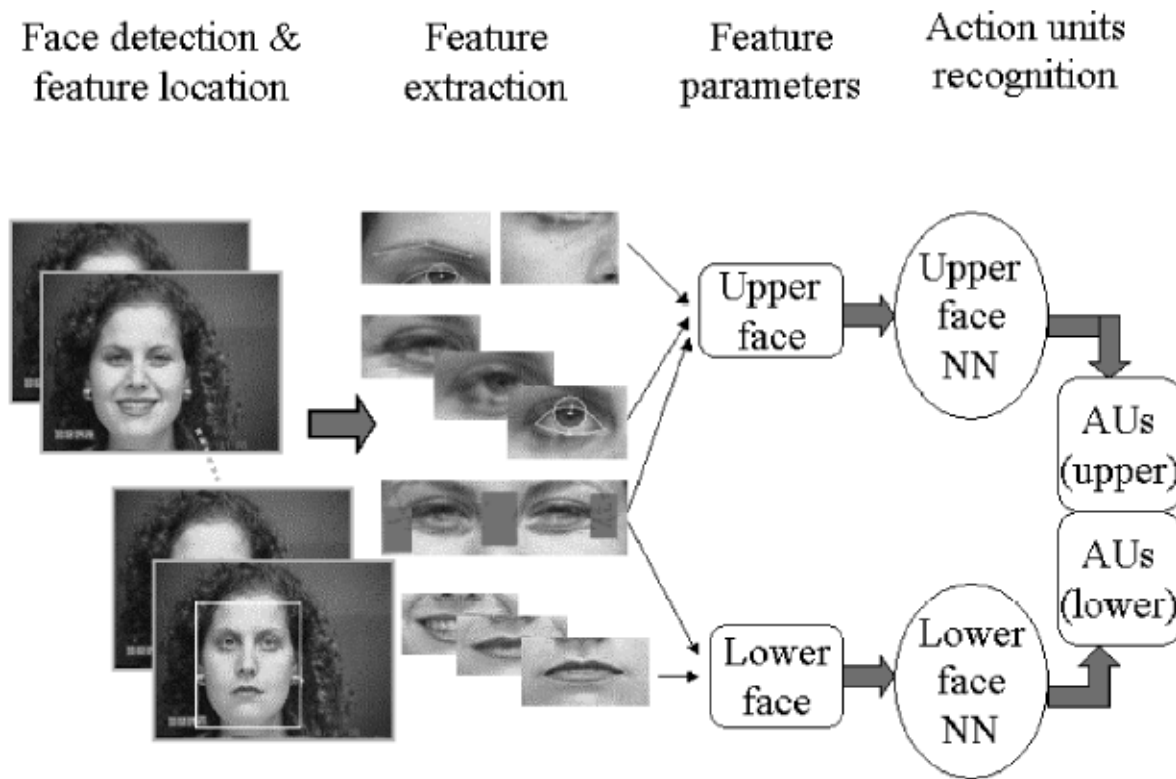 Face detection &
feature location
Feature
extraction
Feature
parameters
Action units
recognition
Upper
face
Upper
face
NN
AUs
(upper)
AUs
(lower)
Lower
face
Lower
face
NN